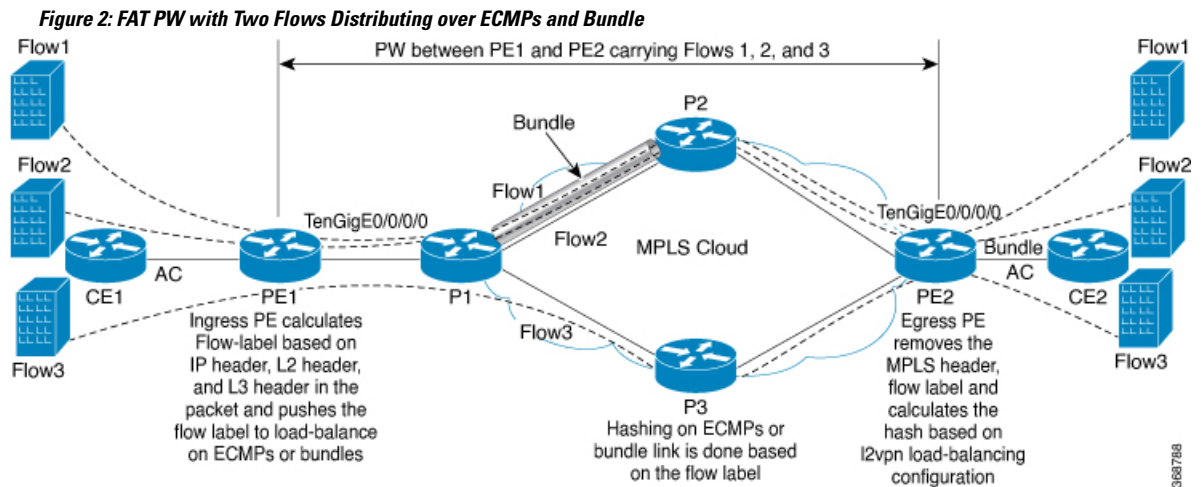 Figure 2: FAT PW with Two Flows Distributing over ECMPs and Bundle
Flow1
PW between PE1 and PE2 carrying Flows 1, 2, and 3
Flow1
P2
Bundle
Flow2
Flow1
Flow2
TenGigE0/0/0/0
Flow2
MPLS Cloud
TenGigE0/0/0/0
Bundle
AC
AC
CE1
PE1
P1
PE2
CE2
Flow3
Flow3
Flow3
Ingress PE calculates
Flow-label based on
IP header, L2 header,
and L3 header in the
packet and pushes the
flow label to load-balance
on ECMPs or bundles
P3
Hashing on ECMPs or
bundle link is done based
on the flow label
Egress PE
removes the
MPLS header,
flow label and
calculates the
hash based on
l2vpn load-balancing
configuration
368788